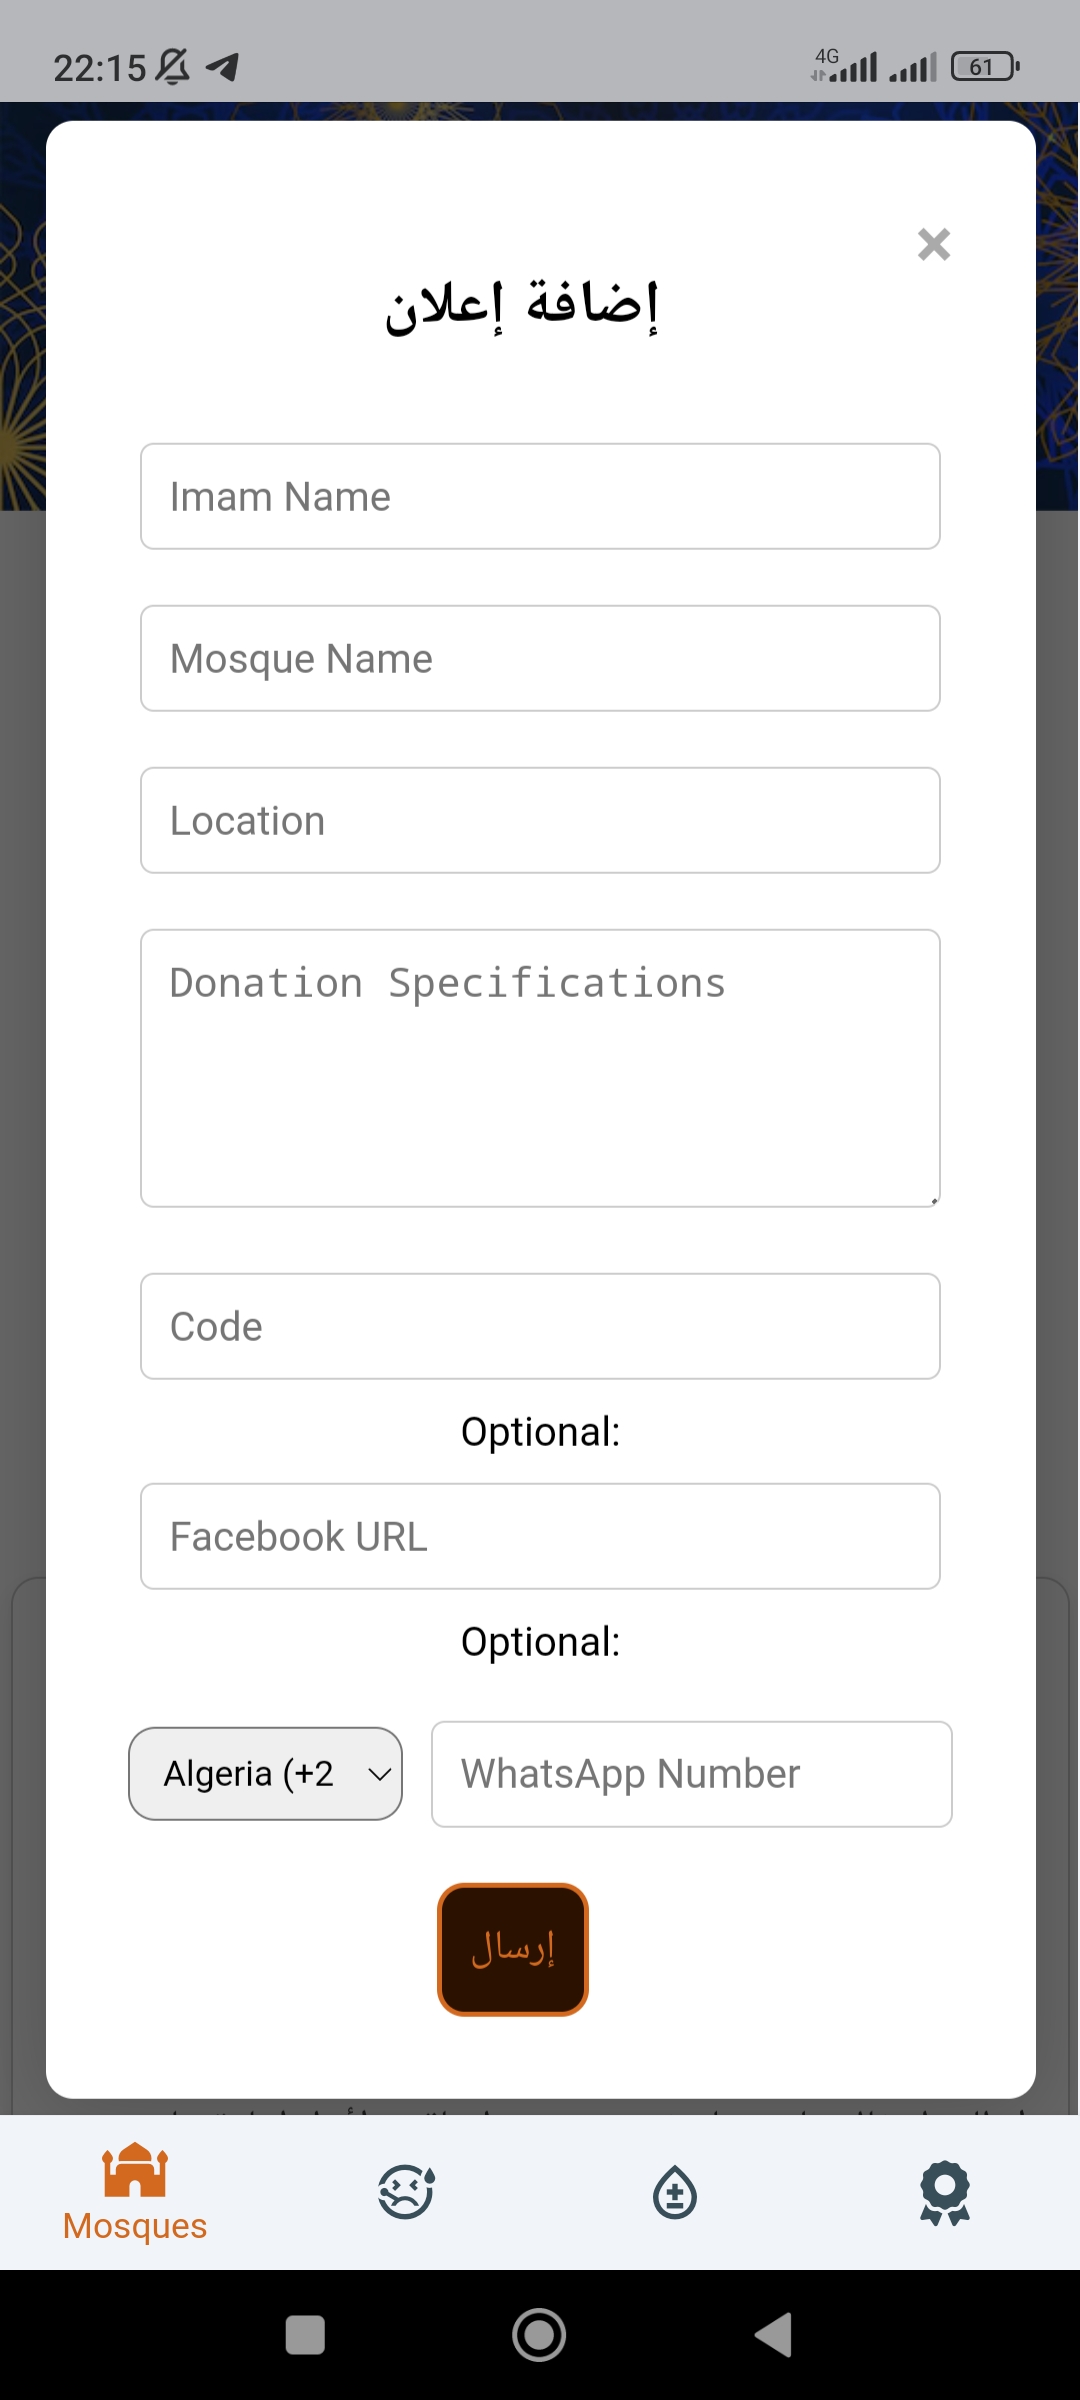 22:15
4G
61
إضافة إعلان
Imam Name
Mosque Name
Location
Donation Specifications
Code
Optional:
Facebook URL
Optional:
Algeria (+2
WhatsApp Number
إرسال
Mosques